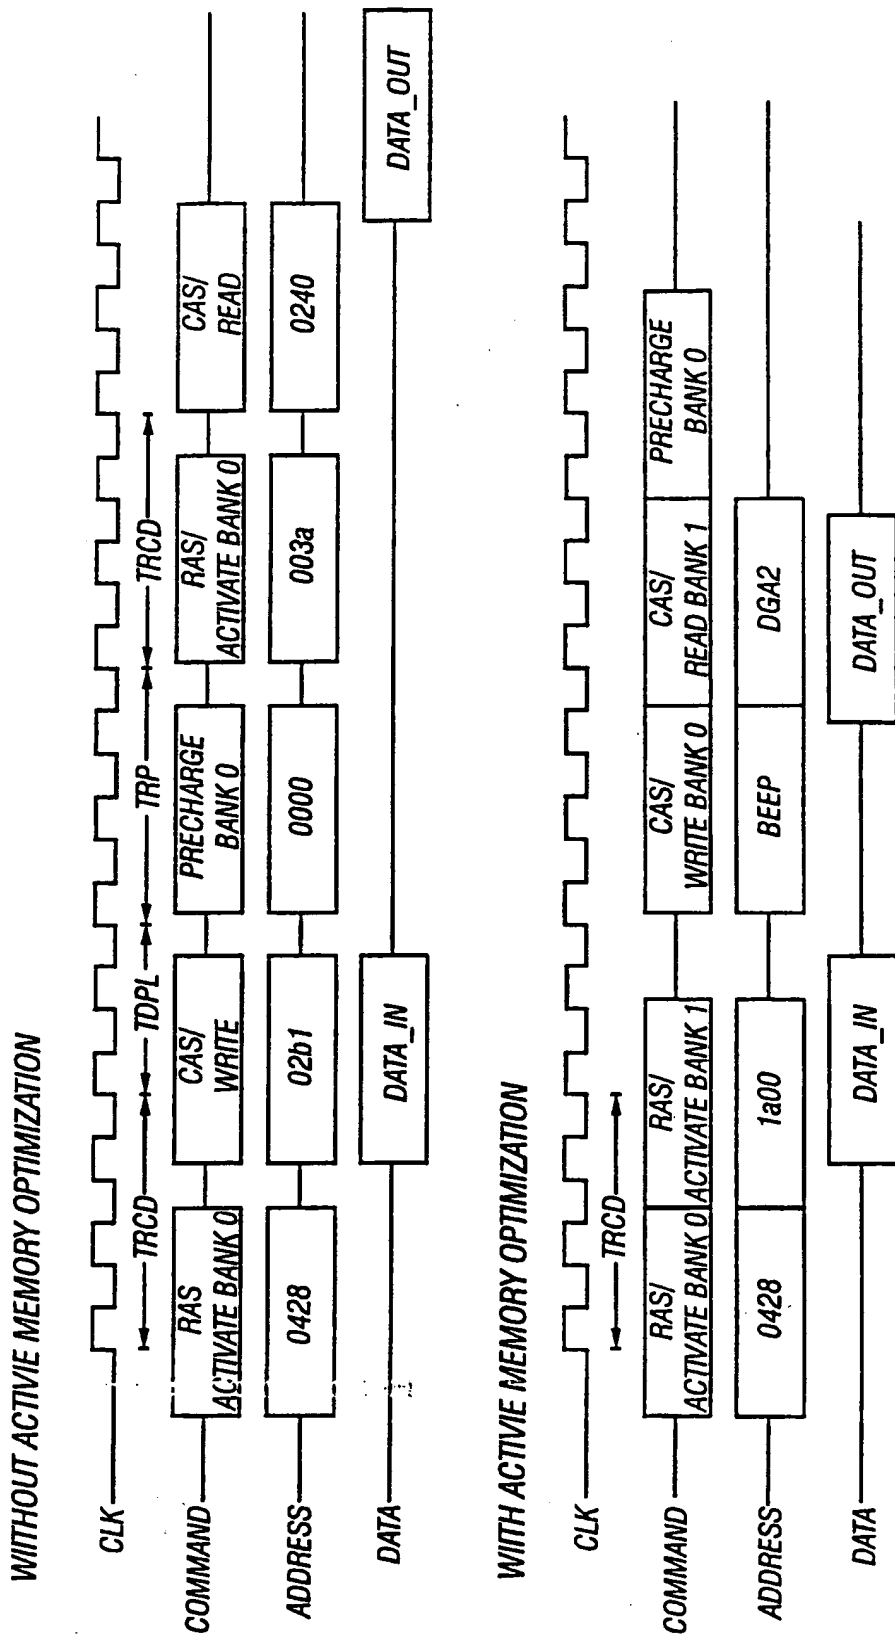 WIITHOUT ACTIVIE MEMORY OPTIMIZATION
CLK
TRCD
TDPL
TRP
TRCD
COMMAND
RAS
ACTIVATE BANK 0
CAS/
WRITE
PRECHARGE
BANK 0
RAS/
ACTIVATE BANK 0
CAS/
READ
ADDRESS
0428
02b1
0000
003a
0240
DATA
DATA_IN
DATA_OUT
WIITH ACTIVIE MEMORY OPTIMIZATION
CLK
TRCD
COMMAND
RAS/
ACTIVATE BANK 0
RAS/
ACTIVATE BANK 1
CAS/
WRITE BANK 0
CAS/
READ BANK 1
PRECHARGE
BANK 0
ADDRESS
0428
1a00
BEEP
DGA2
DATA
DATA_IN
DATA_OUT